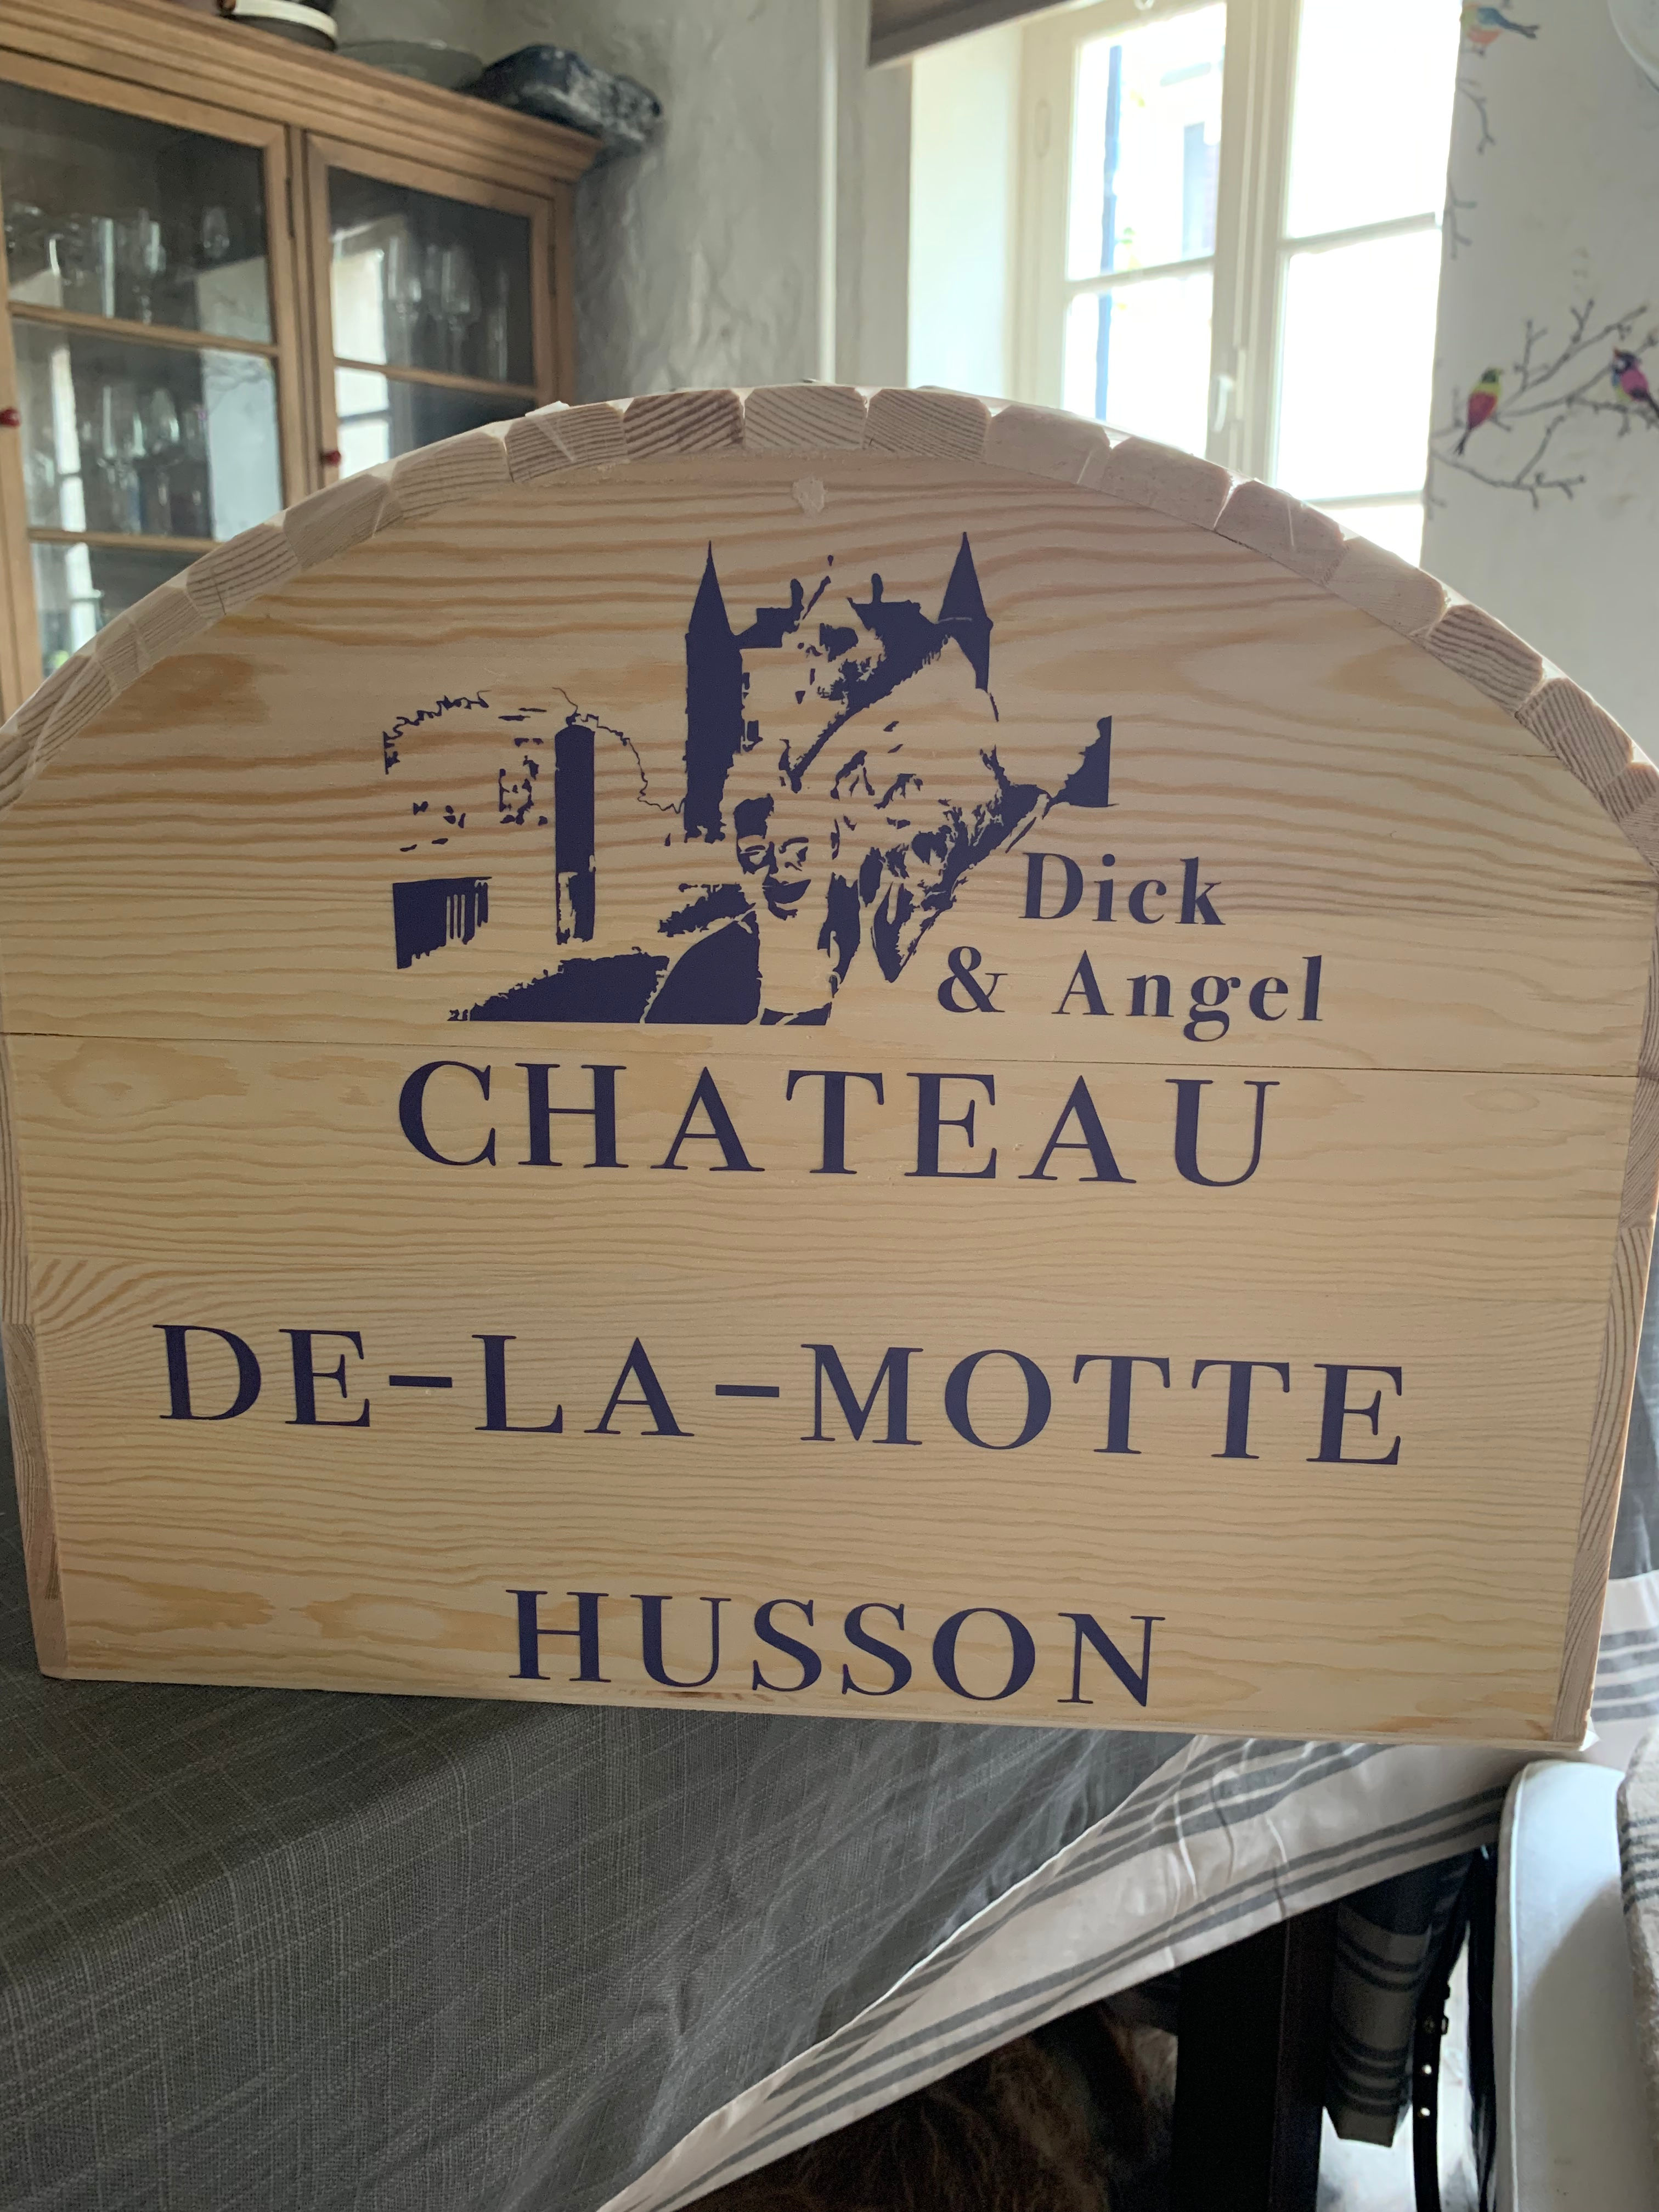 Dick
& Angel
CHATEAU
DE-LA-MOTTE
HUSSON